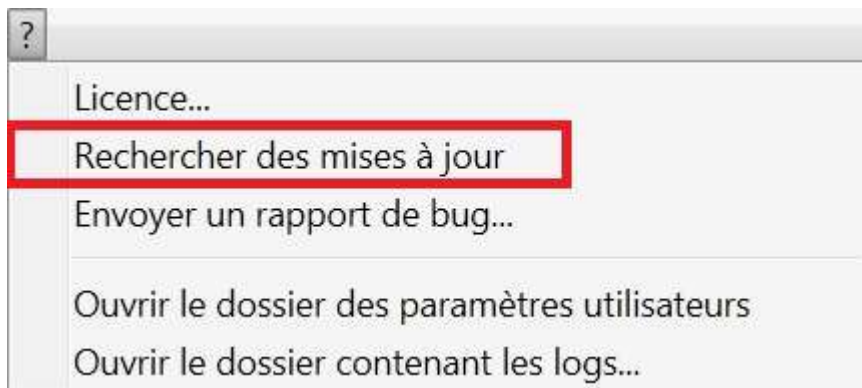 ?
Licence...
Rechercher des mises à jour
Envoyer un rapport de bug...
Ouvrir le dossier des paramètres utilisateurs
Ouvrir le dossier contenant les logs...